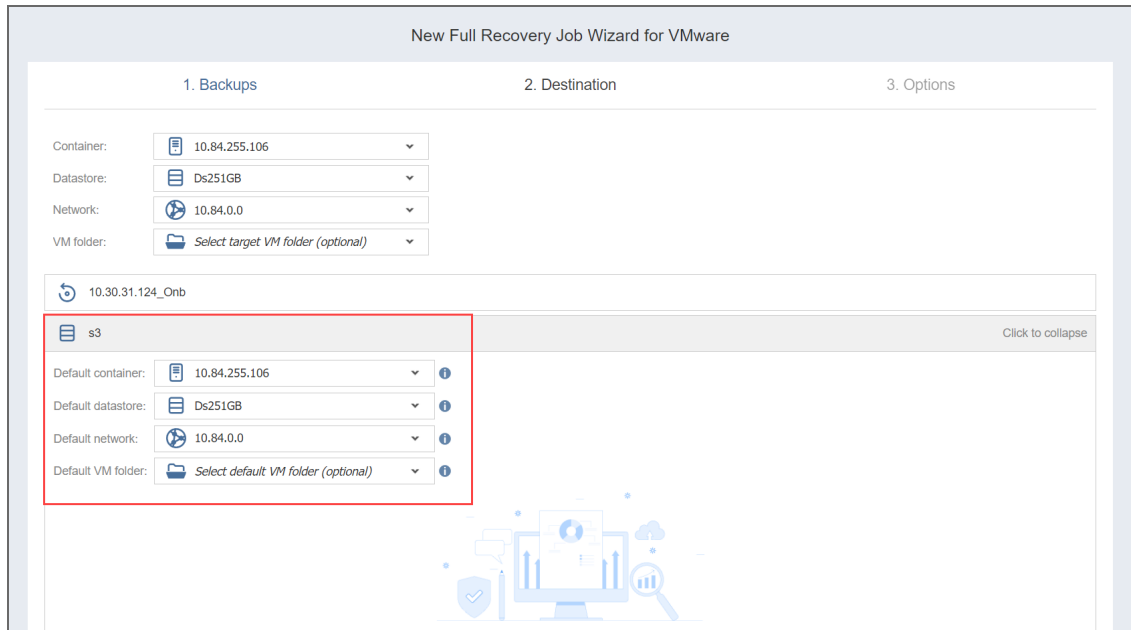 New Full Recovery Job Wizard for VMware
1. Backups 2. Destination 3. Options
Container: 10.84.255.106
Datastore: Ds251GB
Network: 10.84.0.0
VM folder: Select target VM folder (optional)
10.30.31.124_Onb
s3 Click to collapse
Default container: 10.84.255.106
Default datastore: Ds251GB
Default network: 10.84.0.0
Default VM folder: Select default VM folder (optional)